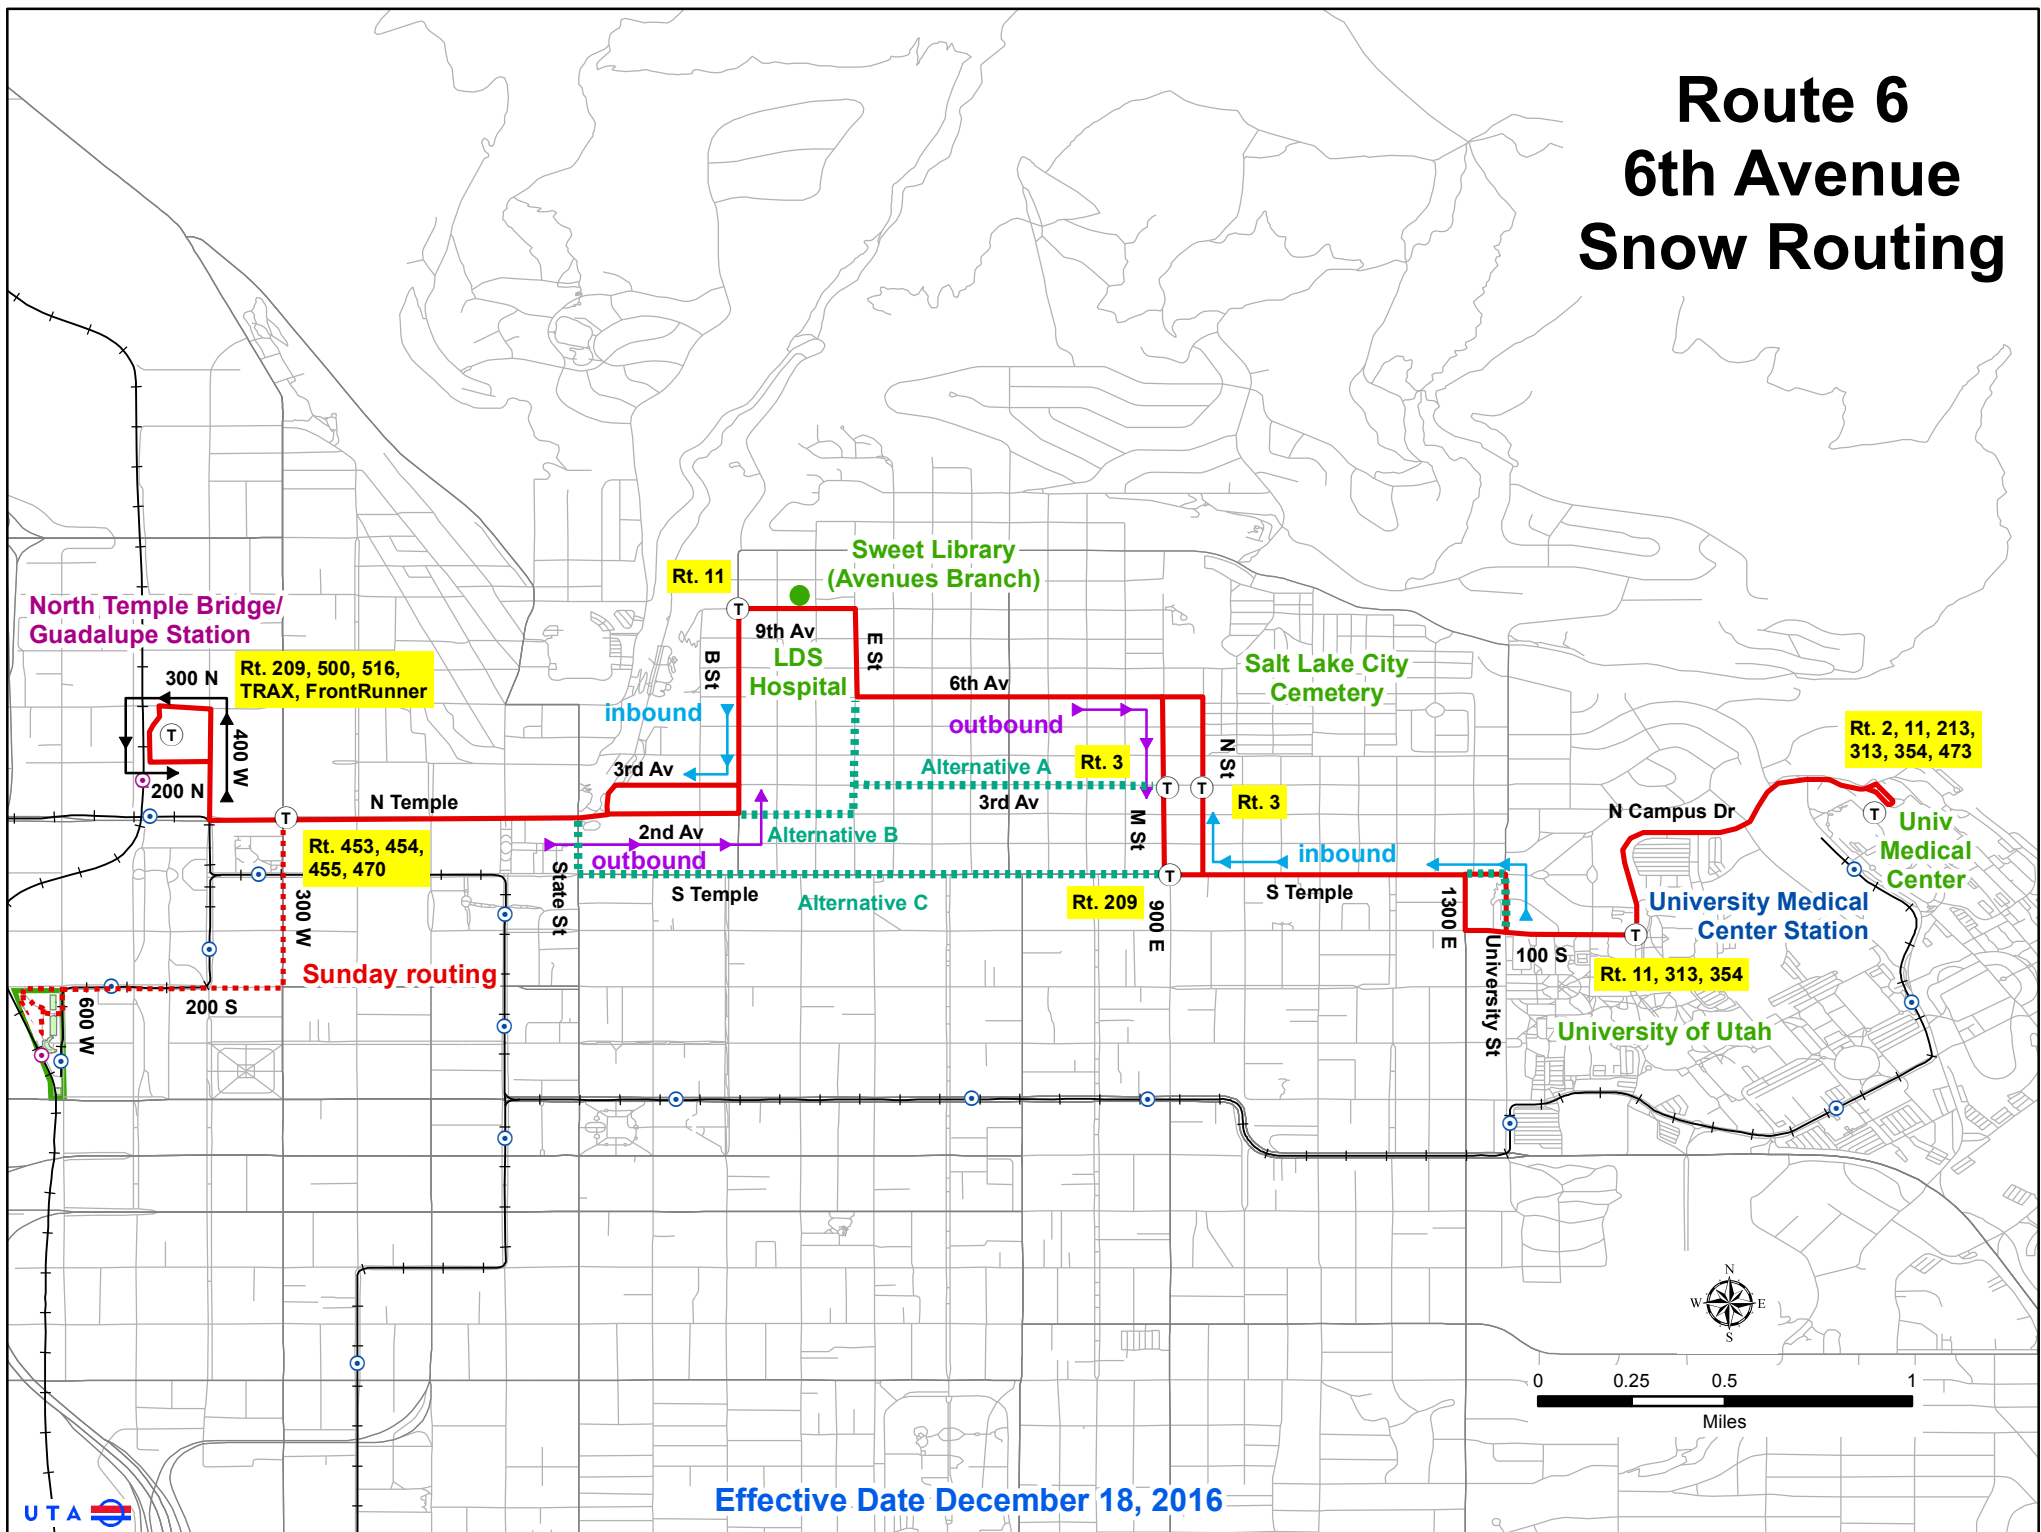 Route 6
6th Avenue
Snow Routing
Sweet Library
(Avenues Branch)
Rt. 11
North Temple Bridge/
Guadalupe Station
9th Av
E St
B St
LDS
Hospital
Rt. 209, 500, 516,
TRAX, FrontRunner
300 N
400 W
200 N
T
T
T
T
T
T
T
T
Salt Lake City
Cemetery
6th Av
inbound
outbound
Rt. 2, 11, 213,
313, 354, 473
N St
3rd Av
Alternative A
Rt. 3
N Temple
3rd Av
Rt. 3
M St
N Campus Dr
Univ
Medical
Center
2nd Av
outbound
Alternative B
inbound
Rt. 453, 454,
455, 470
State St
S Temple
Alternative C
Rt. 209
900 E
S Temple
1300 E
University St
100 S
University Medical
Center Station
Rt. 11, 313, 354
300 W
Sunday routing
200 S
600 W
University of Utah
N
W
E
S
0
0.25
0.5
1
Miles
UTA
Effective Date December 18, 2016